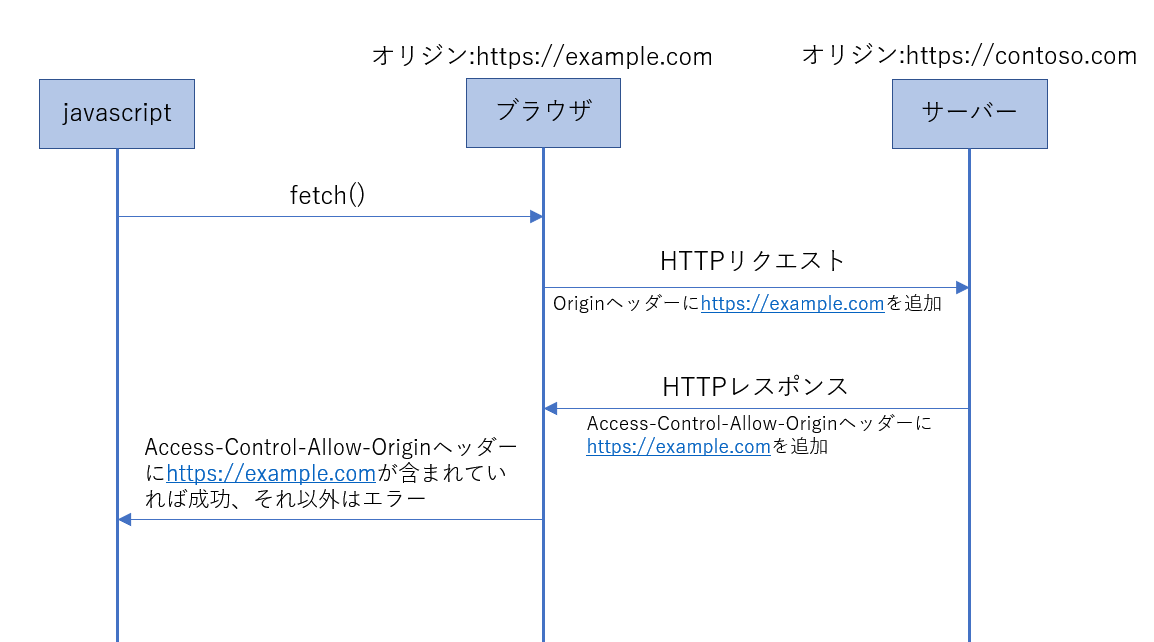 オリジン:https://example.com
オリジン:https://contoso.com
javascript
ブラウザ
サーバー
fetch()
HTTPリクエスト
Originヘッダーにhttps://example.comを追加
HTTPレスポンス
Access-Control-Allow-Originヘッダーに
https://example.comを追加
Access-Control-Allow-Originヘッダー
にhttps://example.comが含まれてい
れば成功、それ以外はエラー